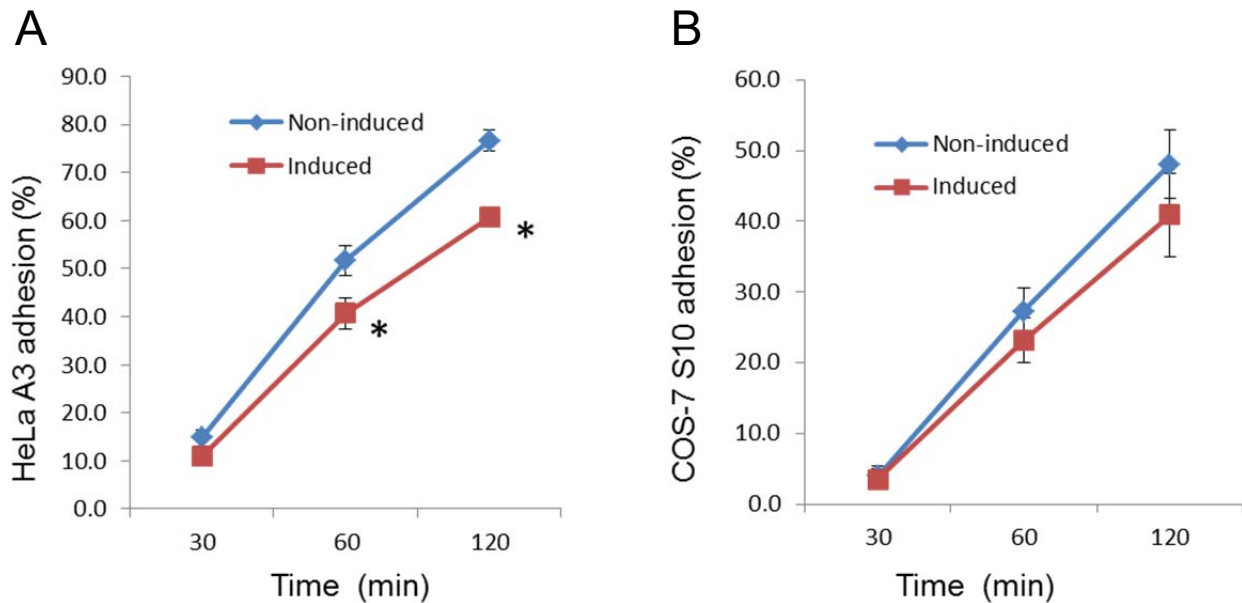 A
HeLa A3 adhesion (%)
90.0
80.0
70.0
60.0
50.0
40.0
30.0
20.0
10.0
0.0
Non-induced
Induced
*
*
30 60 120
Time (min)
B
COS-7 S10 adhesion (%)
60.0
50.0
40.0
30.0
20.0
10.0
0.0
Non-induced
Induced
30 60 120
Time (min)